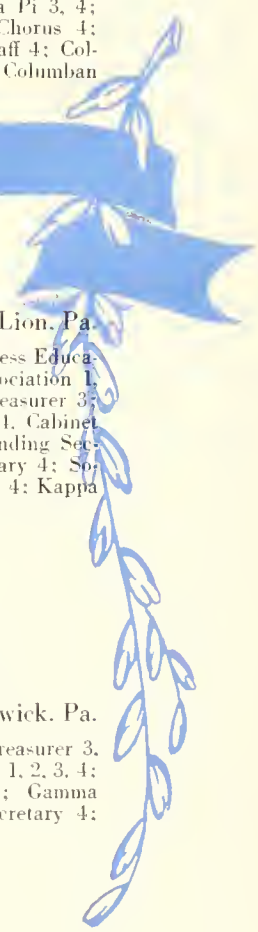 a Pi 3, 4;
Chorus 4;
aff 4; Col-
Columban
Lion, Pa.
ess Educa-
ociation 1,
easurer 3;
4, Cabinet
nding Sec-
ary 4; So-
4; Kappa
wick, Pa.
reasurer 3,
1, 2, 3, 4;
; Gamma
cretary 4;